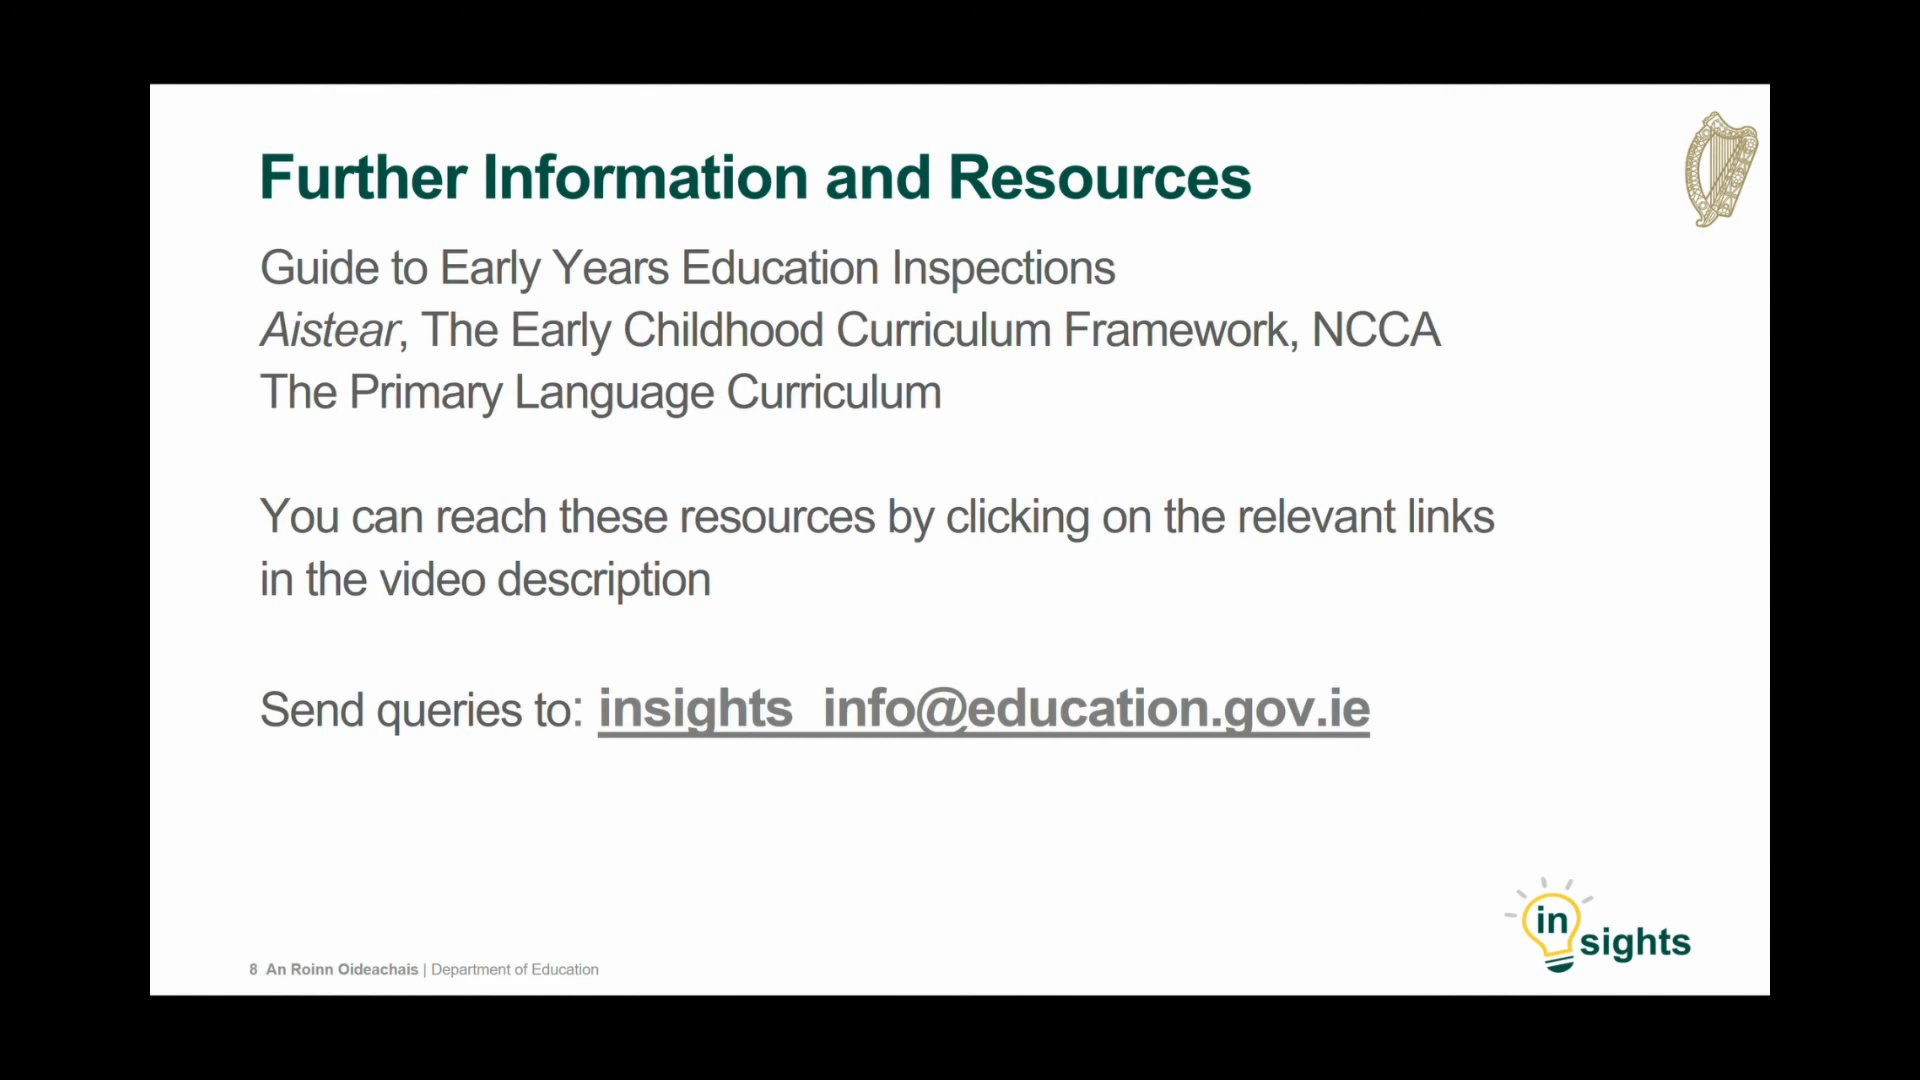 Further Information and Resources
Guide to Early Years Education Inspections
Aistear, The Early Childhood Curriculum Framework, NCCA
The Primary Language Curriculum
You can reach these resources by clicking on the relevant links
in the video description
Send queries to: insights_info@education.gov.ie
insights
8 An Roinn Oideachais | Department of Education